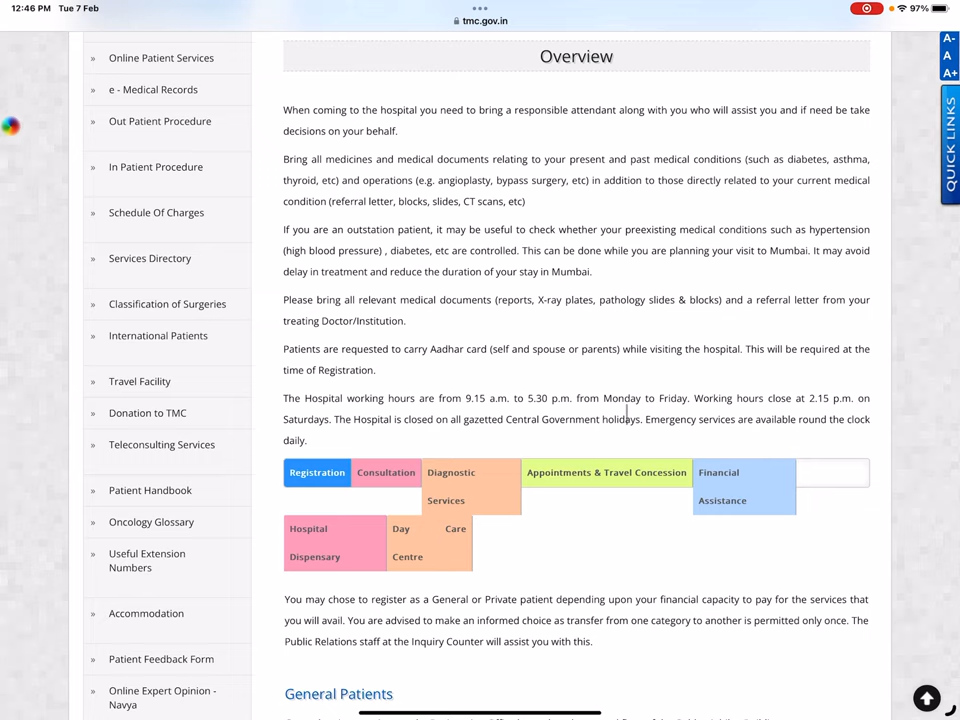 12:46 PM Tue 7 Feb
97%
tmc.gov.in
A-
A
A+
QUICK LINKS
» Online Patient Services
» e - Medical Records
» Out Patient Procedure
» In Patient Procedure
» Schedule Of Charges
» Services Directory
» Classification of Surgeries
» International Patients
» Travel Facility
» Donation to TMC
» Teleconsulting Services
» Patient Handbook
» Oncology Glossary
» Useful Extension
Numbers
» Accommodation
» Patient Feedback Form
» Online Expert Opinion -
Navya
Overview
When coming to the hospital you need to bring a responsible attendant along with you who will assist you and if need be take
decisions on your behalf.
Bring all medicines and medical documents relating to your present and past medical conditions (such as diabetes, asthma,
thyroid, etc) and operations (e.g. angioplasty, bypass surgery, etc) in addition to those directly related to your current medical
condition (referral letter, blocks, slides, CT scans, etc)
If you are an outstation patient, it may be useful to check whether your preexisting medical conditions such as hypertension
(high blood pressure) , diabetes, etc are controlled. This can be done while you are planning your visit to Mumbai. It may avoid
delay in treatment and reduce the duration of your stay in Mumbai.
Please bring all relevant medical documents (reports, X-ray plates, pathology slides & blocks) and a referral letter from your
treating Doctor/Institution.
Patients are requested to carry Aadhar card (self and spouse or parents) while visiting the hospital. This will be required at the
time of Registration.
The Hospital working hours are from 9.15 a.m. to 5.30 p.m. from Monday to Friday. Working hours close at 2.15 p.m. on
Saturdays. The Hospital is closed on all gazetted Central Government holidays. Emergency services are available round the clock
daily.
Registration
Consultation
Diagnostic
Services
Appointments & Travel Concession
Financial
Assistance
Hospital
Dispensary
Day Care
Centre
You may chose to register as a General or Private patient depending upon your financial capacity to pay for the services that
you will avail. You are advised to make an informed choice as transfer from one category to another is permitted only once. The
Public Relations staff at the Inquiry Counter will assist you with this.
General Patients